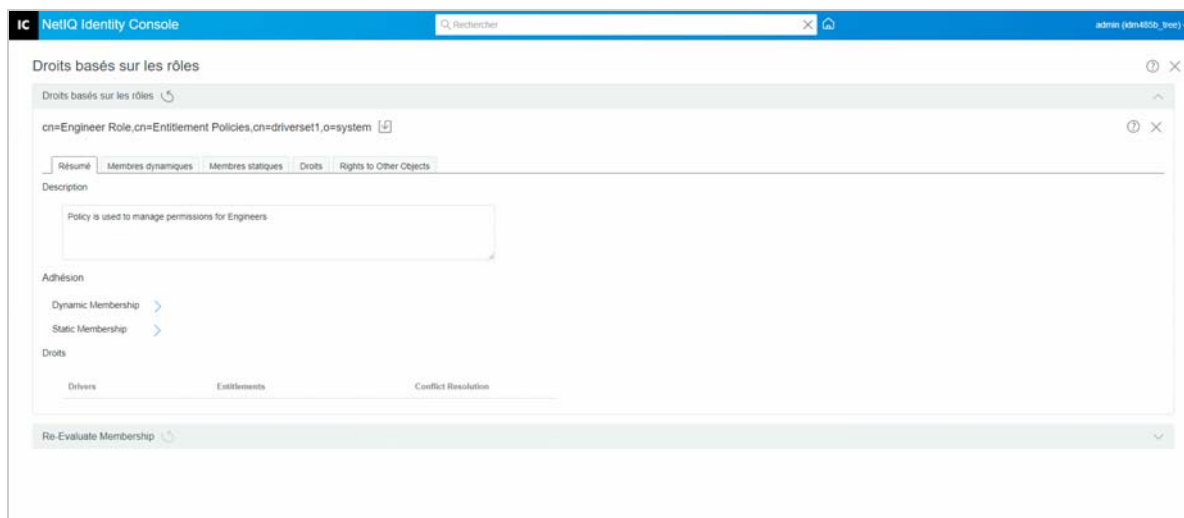 IC NetIQ Identity Console Rechercher admin (idm485b_tree)
Droits basés sur les rôles
Droits basés sur les rôles
cn=Engineer Role,cn=Entitlement Policies,cn=driverset1,o=system
Résumé Membres dynamiques Membres statiques Droits Rights to Other Objects
Description
Policy is used to manage permissions for Engineers
Adhésion
Dynamic Membership
Static Membership
Droits
Drivers Entitlements Conflict Resolution
Re-Evaluate Membership